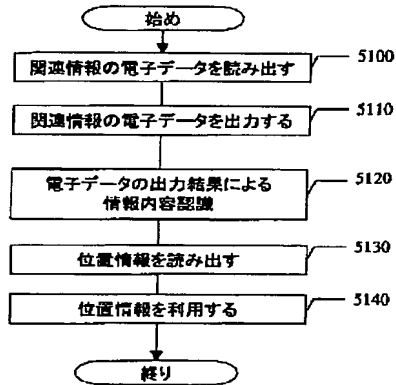 始め
関連情報の電子データを読み出す
5100
関連情報の電子データを出力する
5110
電子データの出力結果による
情報内容認識
5120
位置情報を読み出す
5130
位置情報を利用する
5140
終り